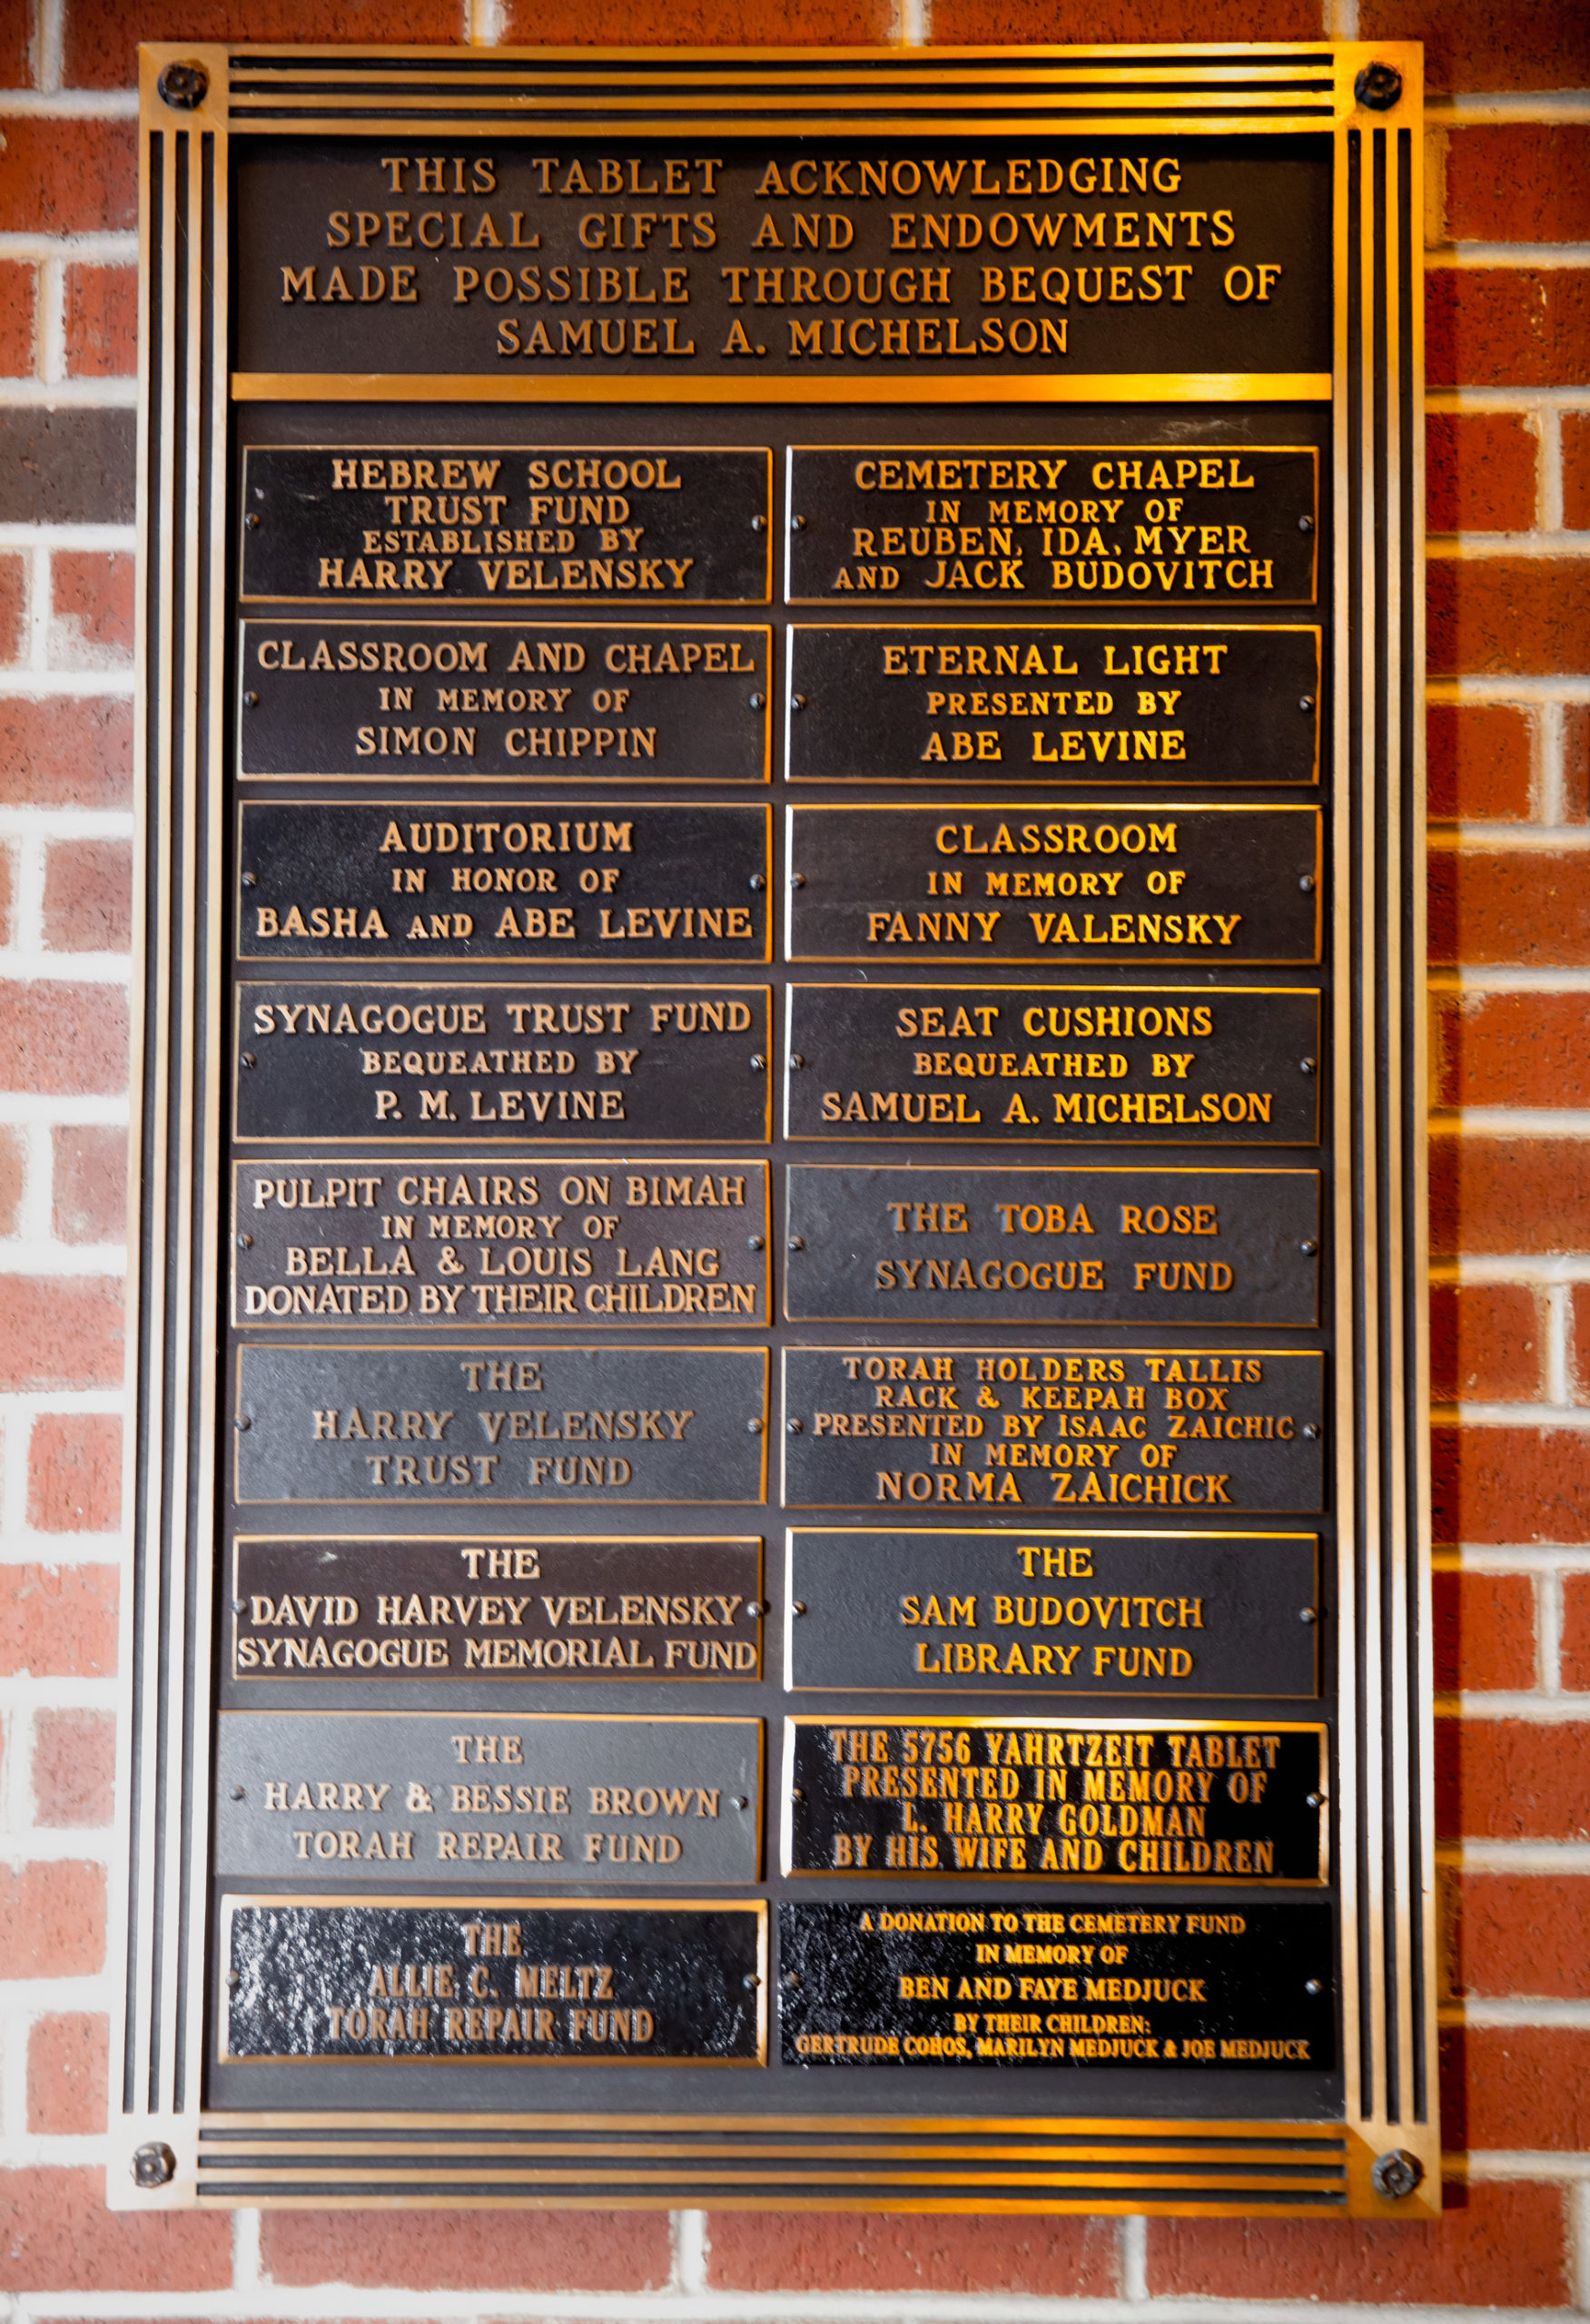 THIS TABLET ACKNOWLEDGING
SPECIAL GIFTS AND ENDOWMENTS
MADE POSSIBLE THROUGH BEQUEST OF
SAMUEL A. MICHELSON
HEBREW SCHOOL
TRUST FUND
ESTABLISHED BY
HARRY VELENSKY
CEMETERY CHAPEL
IN MEMORY OF
REUBEN, IDA, MYER
AND JACK BUDOVITCH
CLASSROOM AND CHAPEL
IN MEMORY OF
SIMON CHIPPIN
ETERNAL LIGHT
PRESENTED BY
ABE LEVINE
AUDITORIUM
IN HONOR OF
BASHA AND ABE LEVINE
CLASSROOM
IN MEMORY OF
FANNY VALENSKY
SYNAGOGUE TRUST FUND
BEQUEATHED BY
P. M. LEVINE
SEAT CUSHIONS
BEQUEATHED BY
SAMUEL A. MICHELSON
PULPIT CHAIRS ON BIMAH
IN MEMORY OF
BELLA & LOUIS LANG
DONATED BY THEIR CHILDREN
THE TOBA ROSE
SYNAGOGUE FUND
THE
HARRY VELENSKY
TRUST FUND
TORAH HOLDERS TALLIS
RACK & KEEPAH BOX
PRESENTED BY ISAAC ZAICHIC
IN MEMORY OF
NORMA ZAICHICK
THE
DAVID HARVEY VELENSKY
SYNAGOGUE MEMORIAL FUND
THE
SAM BUDOVITCH
LIBRARY FUND
THE
HARRY & BESSIE BROWN
TORAH REPAIR FUND
THE 5756 YAHRTZEIT TABLET
PRESENTED IN MEMORY OF
L. HARRY GOLDMAN
BY HIS WIFE AND CHILDREN
THE
ALLIE C. MELTZ
TORAH REPAIR FUND
A DONATION TO THE CEMETERY FUND
IN MEMORY OF
BEN AND FAYE MEDJUCK
BY THEIR CHILDREN:
GERTRUDE COHOS, MARILYN MEDJUCK & JOE MEDJUCK